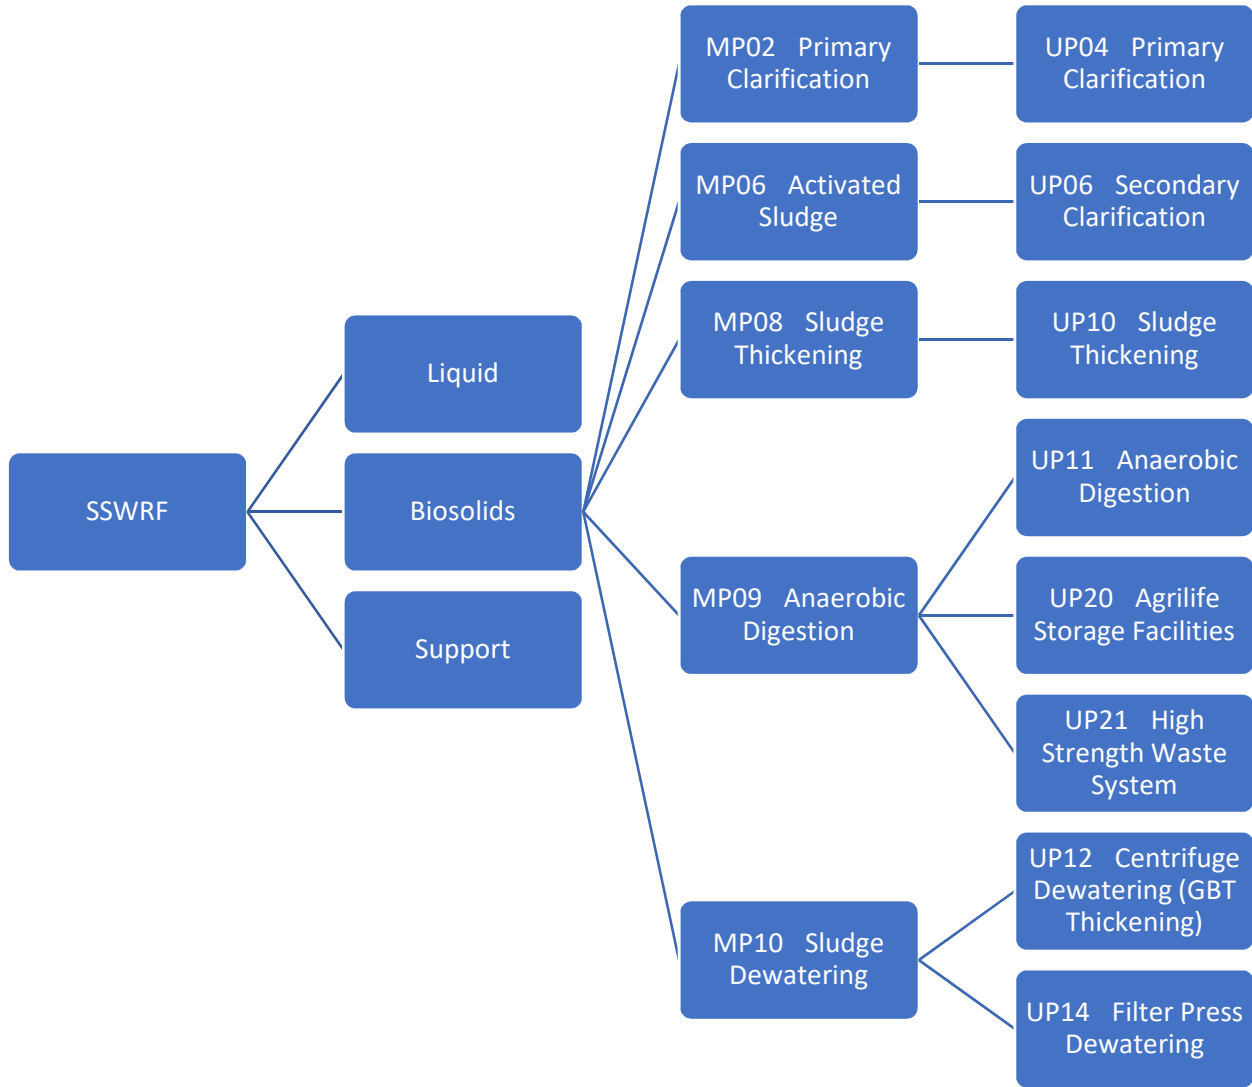 SSWRF
Liquid
Biosolids
Support
MP02 Primary
Clarification
UP04 Primary
Clarification
MP06 Activated
Sludge
UP06 Secondary
Clarification
MP08 Sludge
Thickening
UP10 Sludge
Thickening
MP09 Anaerobic
Digestion
UP11 Anaerobic
Digestion
UP20 Agrilife
Storage Facilities
UP21 High
Strength Waste
System
MP10 Sludge
Dewatering
UP12 Centrifuge
Dewatering (GBT
Thickening)
UP14 Filter Press
Dewatering